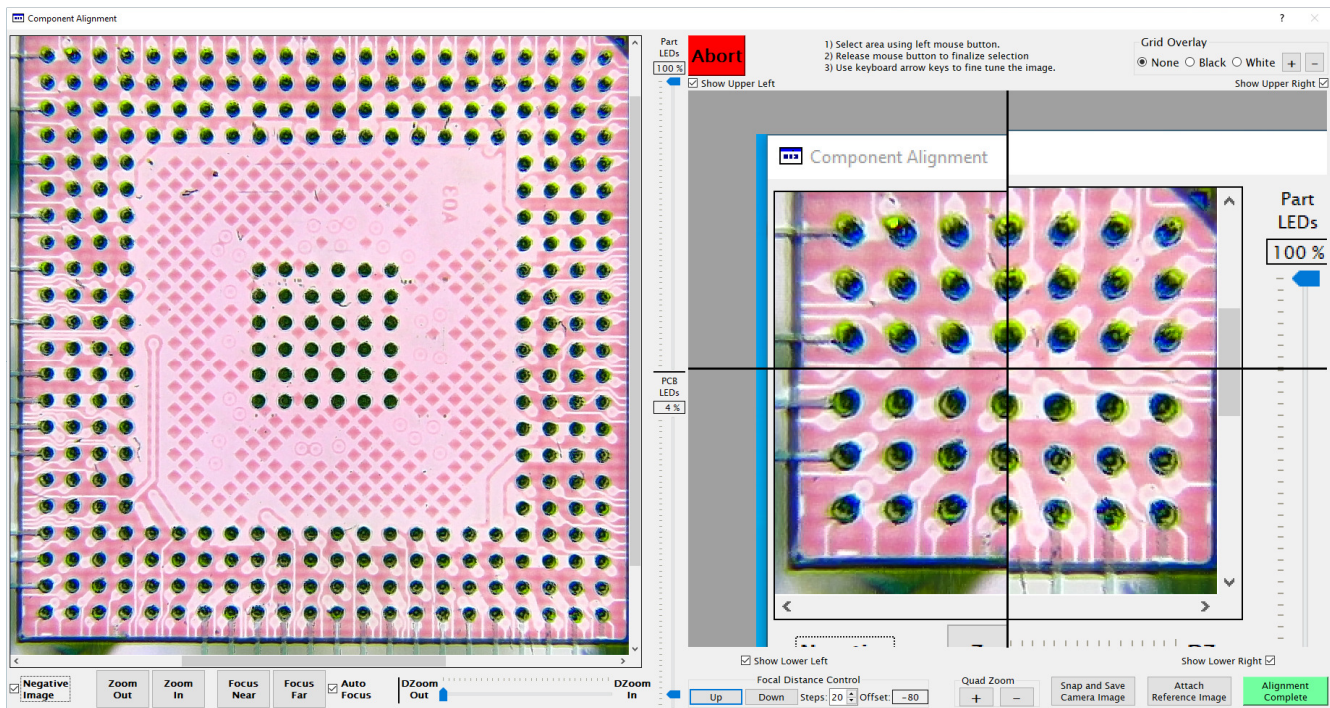 Component Alignment
?
Part
LEDs
100 %
PCB
LEDs
4 %
A08
Abort
1) Select area using left mouse button.
2) Release mouse button to finalize selection
3) Use keyboard arrow keys to fine tune the image.
Grid Overlay
None Black White + -
Show Upper Left
Show Upper Right
Component Alignment
Part
LEDs
100 %
Show Lower Left
Show Lower Right
Negative
Image
Zoom
Out
Zoom
In
Focus
Near
Focus
Far
Auto
Focus
DZoom
Out
DZoom
In
Focal Distance Control
Up Down Steps: 20 Offset: -80
Quad Zoom
+ -
Snap and Save
Camera Image
Attach
Reference Image
Alignment
Complete